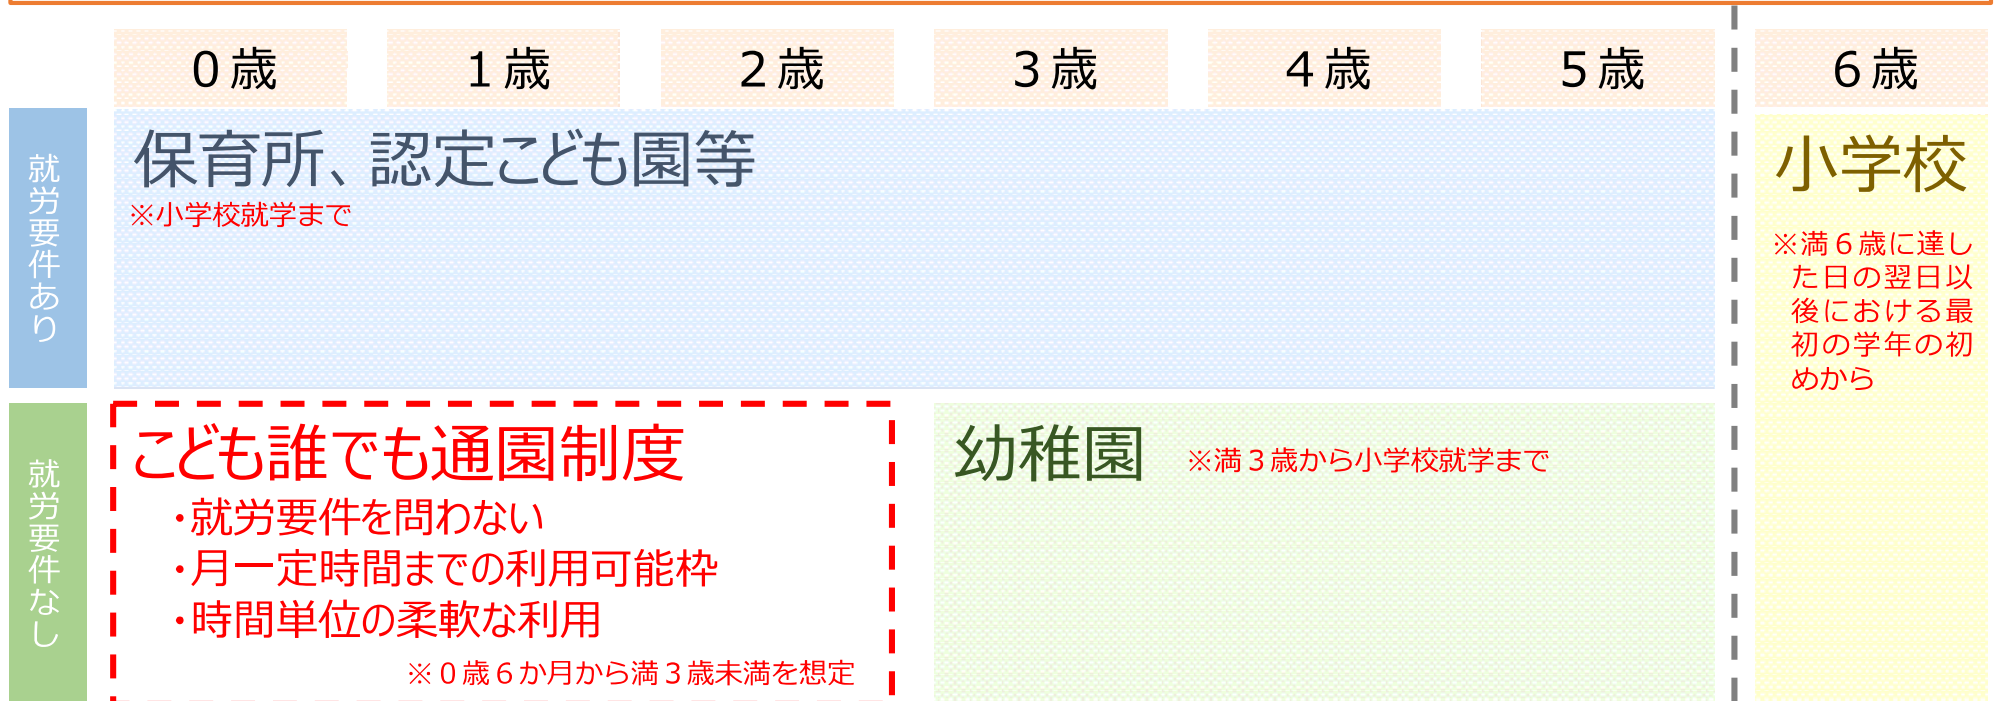 ０歳
１歳
２歳
３歳
４歳
５歳
６歳
就労要件あり
保育所、認定こども園等
※小学校就学まで
小学校
※満６歳に達し
た日の翌日以
後における最
初の学年の初
めから
就労要件なし
こども誰でも通園制度
・就労要件を問わない
・月一定時間までの利用可能枠
・時間単位の柔軟な利用
※０歳６か月から満３歳未満を想定
幼稚園
※満３歳から小学校就学まで